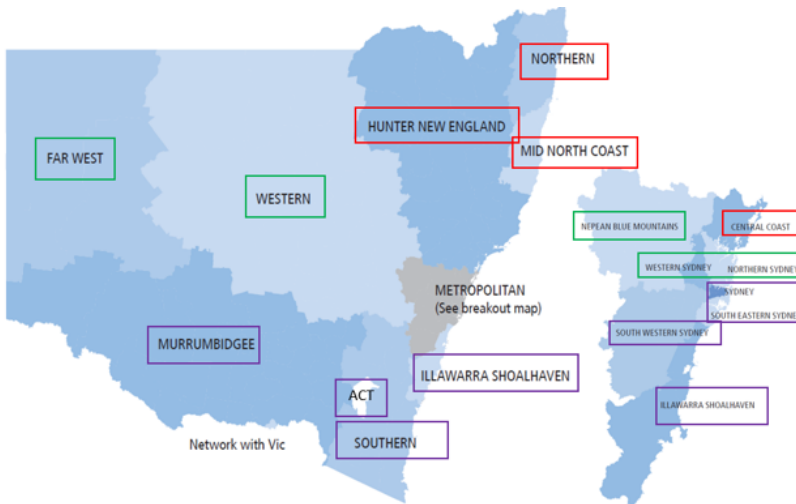 NORTHERN
HUNTER NEW ENGLAND
MID NORTH COAST
FAR WEST
WESTERN
METROPOLITAN
(See breakout map)
MURRUMBIDGEE
ILLAWARRA SHOALHAVEN
ACT
SOUTHERN
Network with Vic
NEPEAN BLUE MOUNTAINS
CENTRAL COAST
WESTERN SYDNEY
NORTHERN SYDNEY
SYDNEY
SOUTH EASTERN SYDNE
SOUTH WESTERN SYDNEY
ILLAWARRA SHOALHAVEN